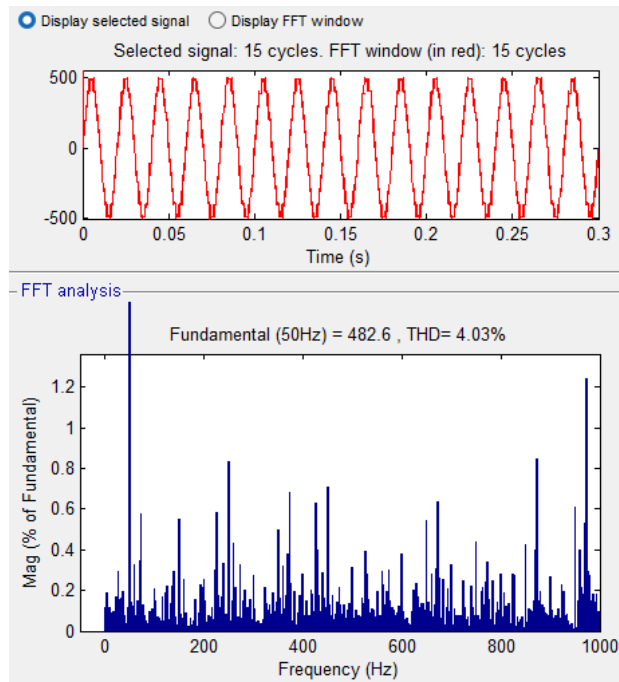 Display selected signal Display FFT window
Selected signal: 15 cycles. FFT window (in red): 15 cycles
500
0
-500
0 0.05 0.1 0.15 0.2 0.25 0.3
Time (s)
FFT analysis
Fundamental (50Hz) = 482.6 , THD= 4.03%
Mag (% of Fundamental)
1.2
1
0.8
0.6
0.4
0.2
0
0 200 400 600 800 1000
Frequency (Hz)